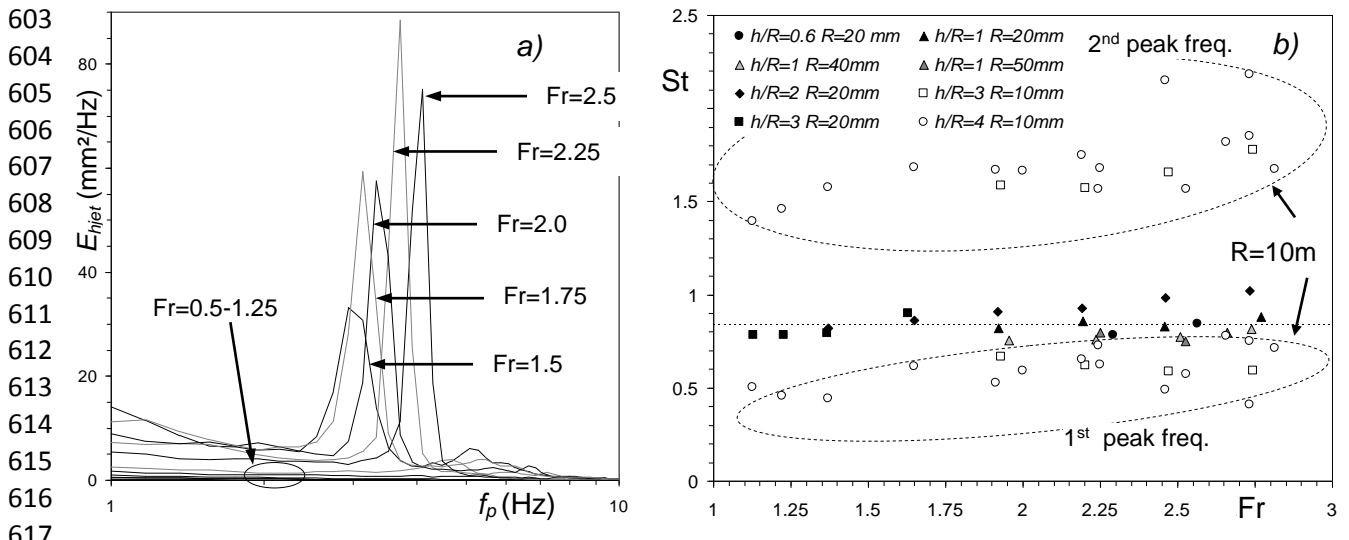 603
604
605
606
607
608
609
610
611
612
613
614
615
616
617
a)
E_hjet (mm²/Hz)
80
60
40
20
0
Fr=2.5
Fr=2.25
Fr=2.0
Fr=1.75
Fr=1.5
Fr=0.5-1.25
1
f_p (Hz)
10
b)
St
2.5
2
1.5
1
0.5
0
h/R=0.6 R=20 mm
h/R=1 R=20mm
h/R=1 R=40mm
h/R=1 R=50mm
h/R=2 R=20mm
h/R=3 R=10mm
h/R=3 R=20mm
h/R=4 R=10mm
2nd peak freq.
R=10m
1st peak freq.
1 1.25 1.5 1.75 2 2.25 2.5 2.75 3
Fr